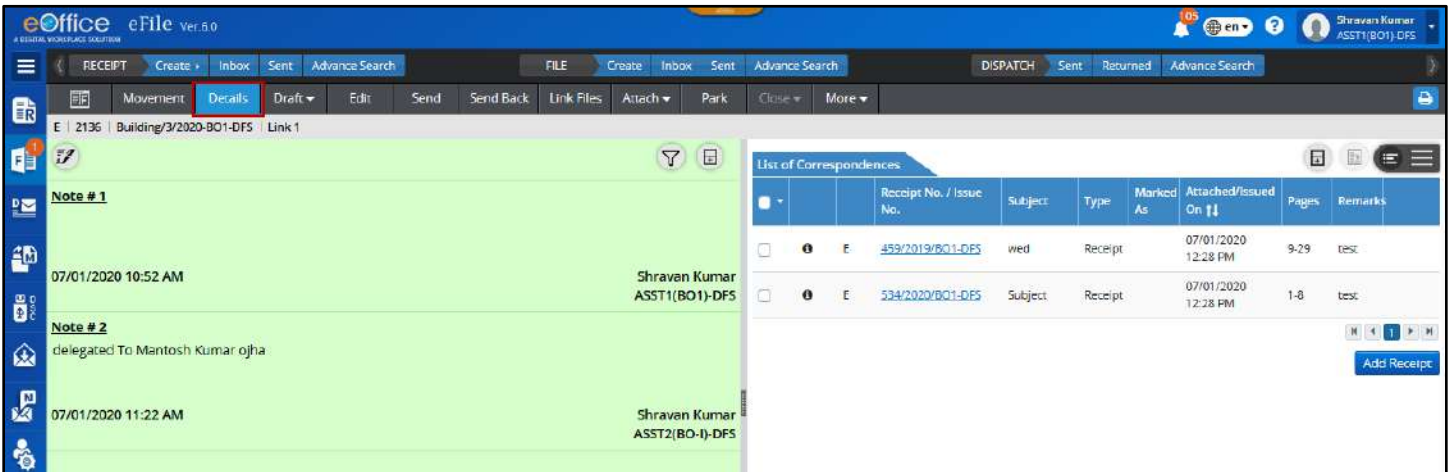 eOffice eFile Ver.6.0
A DIGITAL WORKPLACE SOLUTION
105 en ? Shravan Kumar
ASST1(BO1)-DFS
RECEIPT Create Inbox Sent Advance Search FILE Create Inbox Sent Advance Search DISPATCH Sent Returned Advance Search
Movement Details Draft Edit Send Send Back Link Files Attach Park Close More
E | 2136 | Building/3/2020-BO1-DFS | Link 1
R
F 1
D
M
DSC
N
Note # 1
07/01/2020 10:52 AM Shravan Kumar
ASST1(BO1)-DFS
Note # 2
delegated To Mantosh Kumar ojha
07/01/2020 11:22 AM Shravan Kumar
ASST2(BO-I)-DFS
List of Correspondences
Receipt No. / Issue No. Subject Type Marked As Attached/Issued On Pages Remarks
E 459/2019/BO1-DFS wed Receipt 07/01/2020 12:28 PM 9-29 test
E 534/2020/BO1-DFS Subject Receipt 07/01/2020 12:28 PM 1-8 test
1
Add Receipt